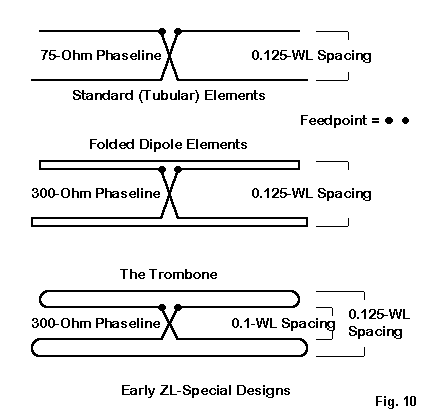 75-Ohm Phaseline 0.125-WL Spacing
Standard (Tubular) Elements
Feedpoint =
Folded Dipole Elements
300-Ohm Phaseline 0.125-WL Spacing
The Trombone
300-Ohm Phaseline 0.1-WL Spacing 0.125-WL
Spacing
Early ZL-Special Designs
Fig. 10